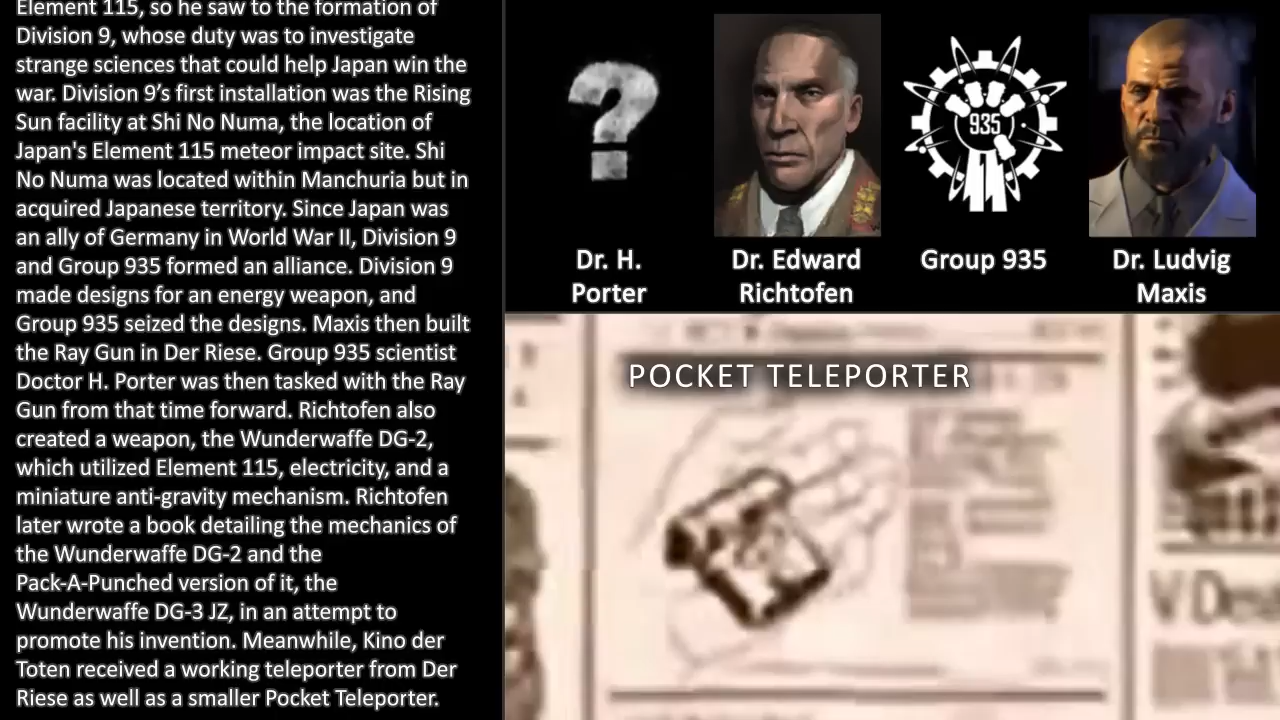 Element 115, so he saw to the formation of
Division 9, whose duty was to investigate
strange sciences that could help Japan win the
war. Division 9’s first installation was the Rising
Sun facility at Shi No Numa, the location of
Japan's Element 115 meteor impact site. Shi
No Numa was located within Manchuria but in
acquired Japanese territory. Since Japan was
an ally of Germany in World War II, Division 9
and Group 935 formed an alliance. Division 9
made designs for an energy weapon, and
Group 935 seized the designs. Maxis then built
the Ray Gun in Der Riese. Group 935 scientist
Doctor H. Porter was then tasked with the Ray
Gun from that time forward. Richtofen also
created a weapon, the Wunderwaffe DG-2,
which utilized Element 115, electricity, and a
miniature anti-gravity mechanism. Richtofen
later wrote a book detailing the mechanics of
the Wunderwaffe DG-2 and the
Pack-A-Punched version of it, the
Wunderwaffe DG-3 JZ, in an attempt to
promote his invention. Meanwhile, Kino der
Toten received a working teleporter from Der
Riese as well as a smaller Pocket Teleporter.
?
935
Dr. H.
Porter
Dr. Edward
Richtofen
Group 935
Dr. Ludvig
Maxis
POCKET TELEPORTER